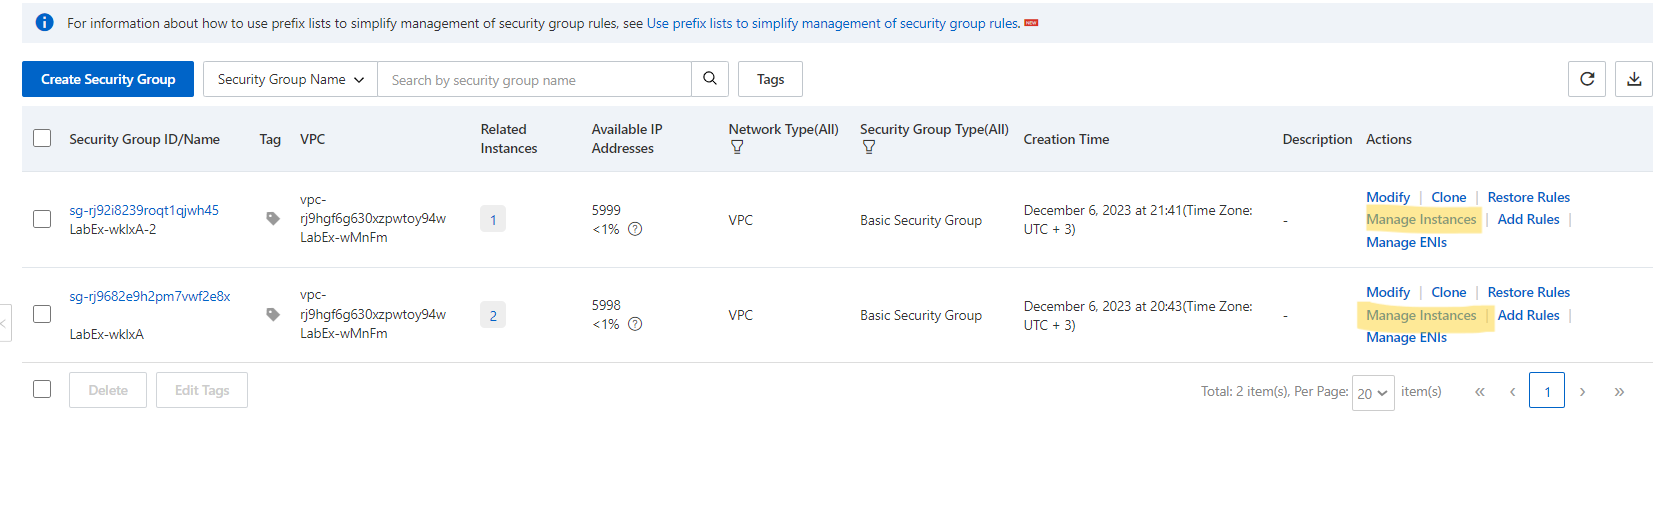 For information about how to use prefix lists to simplify management of security group rules, see Use prefix lists to simplify management of security group rules. NEW
Create Security Group Security Group Name Search by security group name Tags
Security Group ID/Name Tag VPC Related Instances Available IP Addresses Network Type(All) Security Group Type(All) Creation Time Description Actions
sg-rj92i8239roqt1qjwh45
LabEx-wklxA-2
vpc-
rj9hgf6g630xzpwtoy94w
LabEx-wMnFm
1
5999
<1%
VPC
Basic Security Group
December 6, 2023 at 21:41(Time Zone:
UTC + 3)
-
Modify | Clone | Restore Rules
Manage Instances | Add Rules |
Manage ENIs
sg-rj9682e9h2pm7vwf2e8x
LabEx-wklxA
vpc-
rj9hgf6g630xzpwtoy94w
LabEx-wMnFm
2
5998
<1%
VPC
Basic Security Group
December 6, 2023 at 20:43(Time Zone:
UTC + 3)
-
Modify | Clone | Restore Rules
Manage Instances | Add Rules |
Manage ENIs
Delete Edit Tags Total: 2 item(s), Per Page: 20 item(s) « ‹ 1 › »